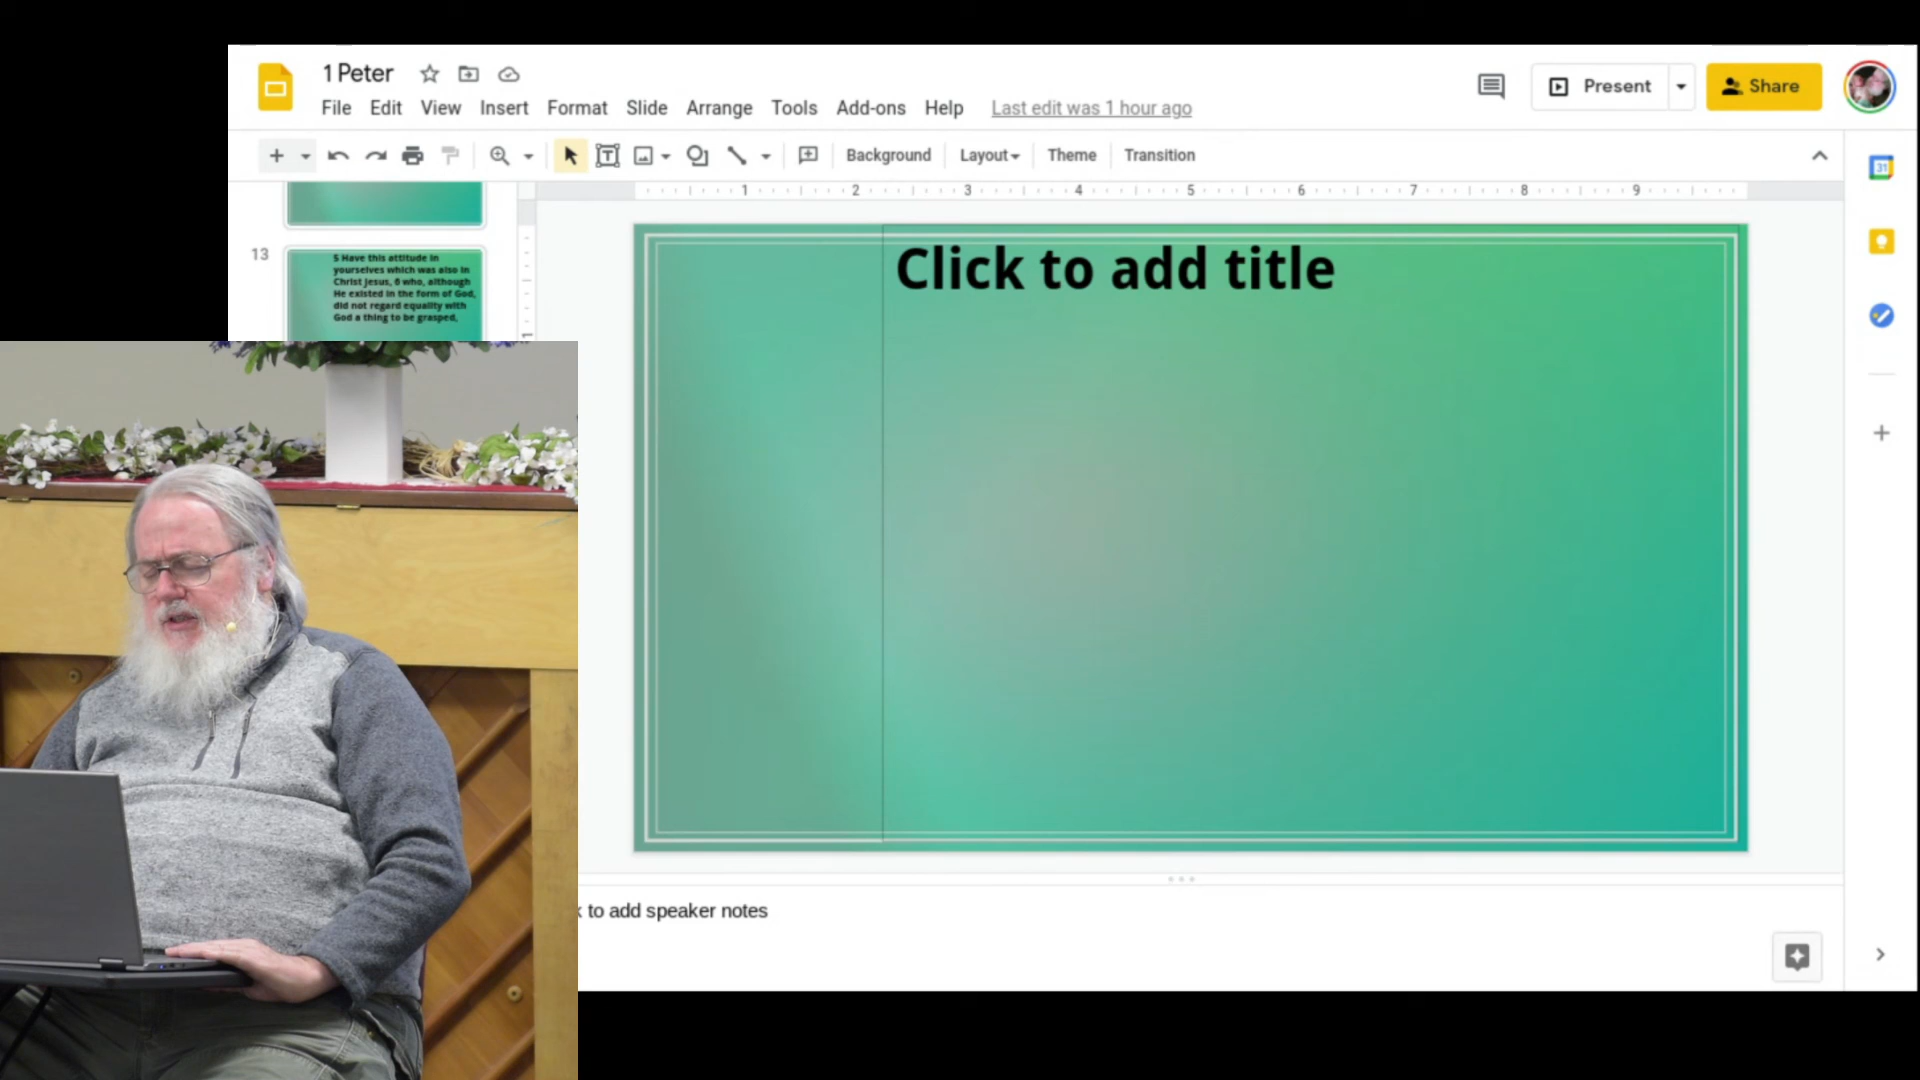 1 Peter
File Edit View Insert Format Slide Arrange Tools Add-ons Help Last edit was 1 hour ago
Present
Share
Background Layout Theme Transition
31
1 2 3 4 5 6 7 8 9
13
5 Have this attitude in
yourselves which was also in
Christ Jesus, 6 who, although
He existed in the form of God,
did not regard equality with
God a thing to be grasped,
1
Click to add title
to add speaker notes